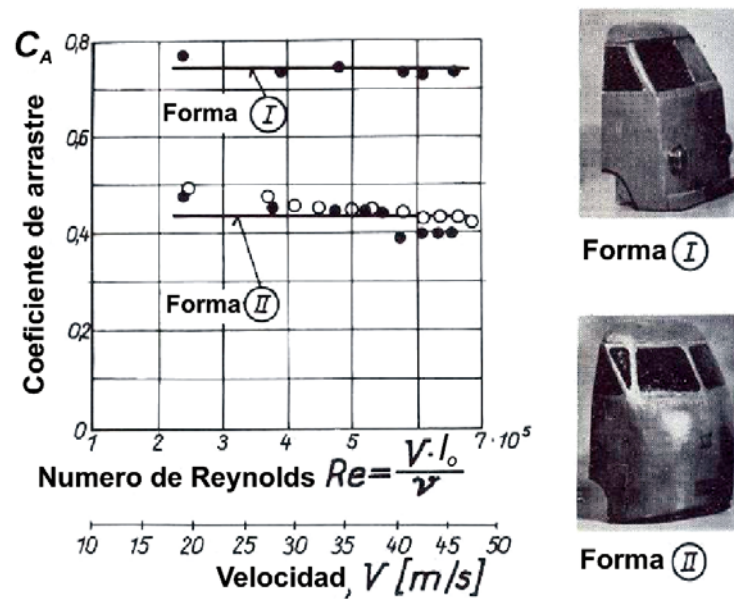 C_A
0,8
0,6
0,4
0,2
0
Coeficiente de arrastre
Forma I
Forma II
1 2 3 4 5 6 7·10⁵
Numero de Reynolds Re = V·l₀/ν
10 15 20 25 30 35 40 45 50
Velocidad, V [m/s]
Forma I
Forma II